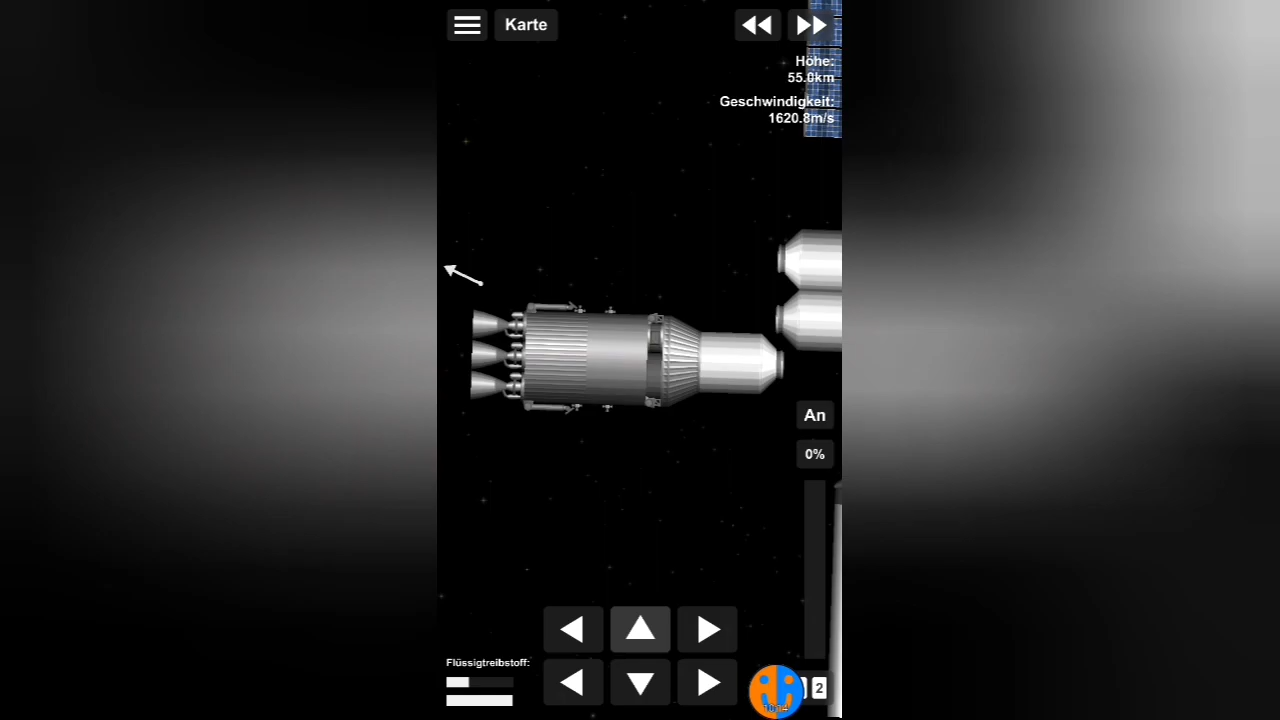 Karte
Höhe:
55.0km
Geschwindigkeit:
1620.8m/s
An
0%
Flüssigtreibstoff:
2